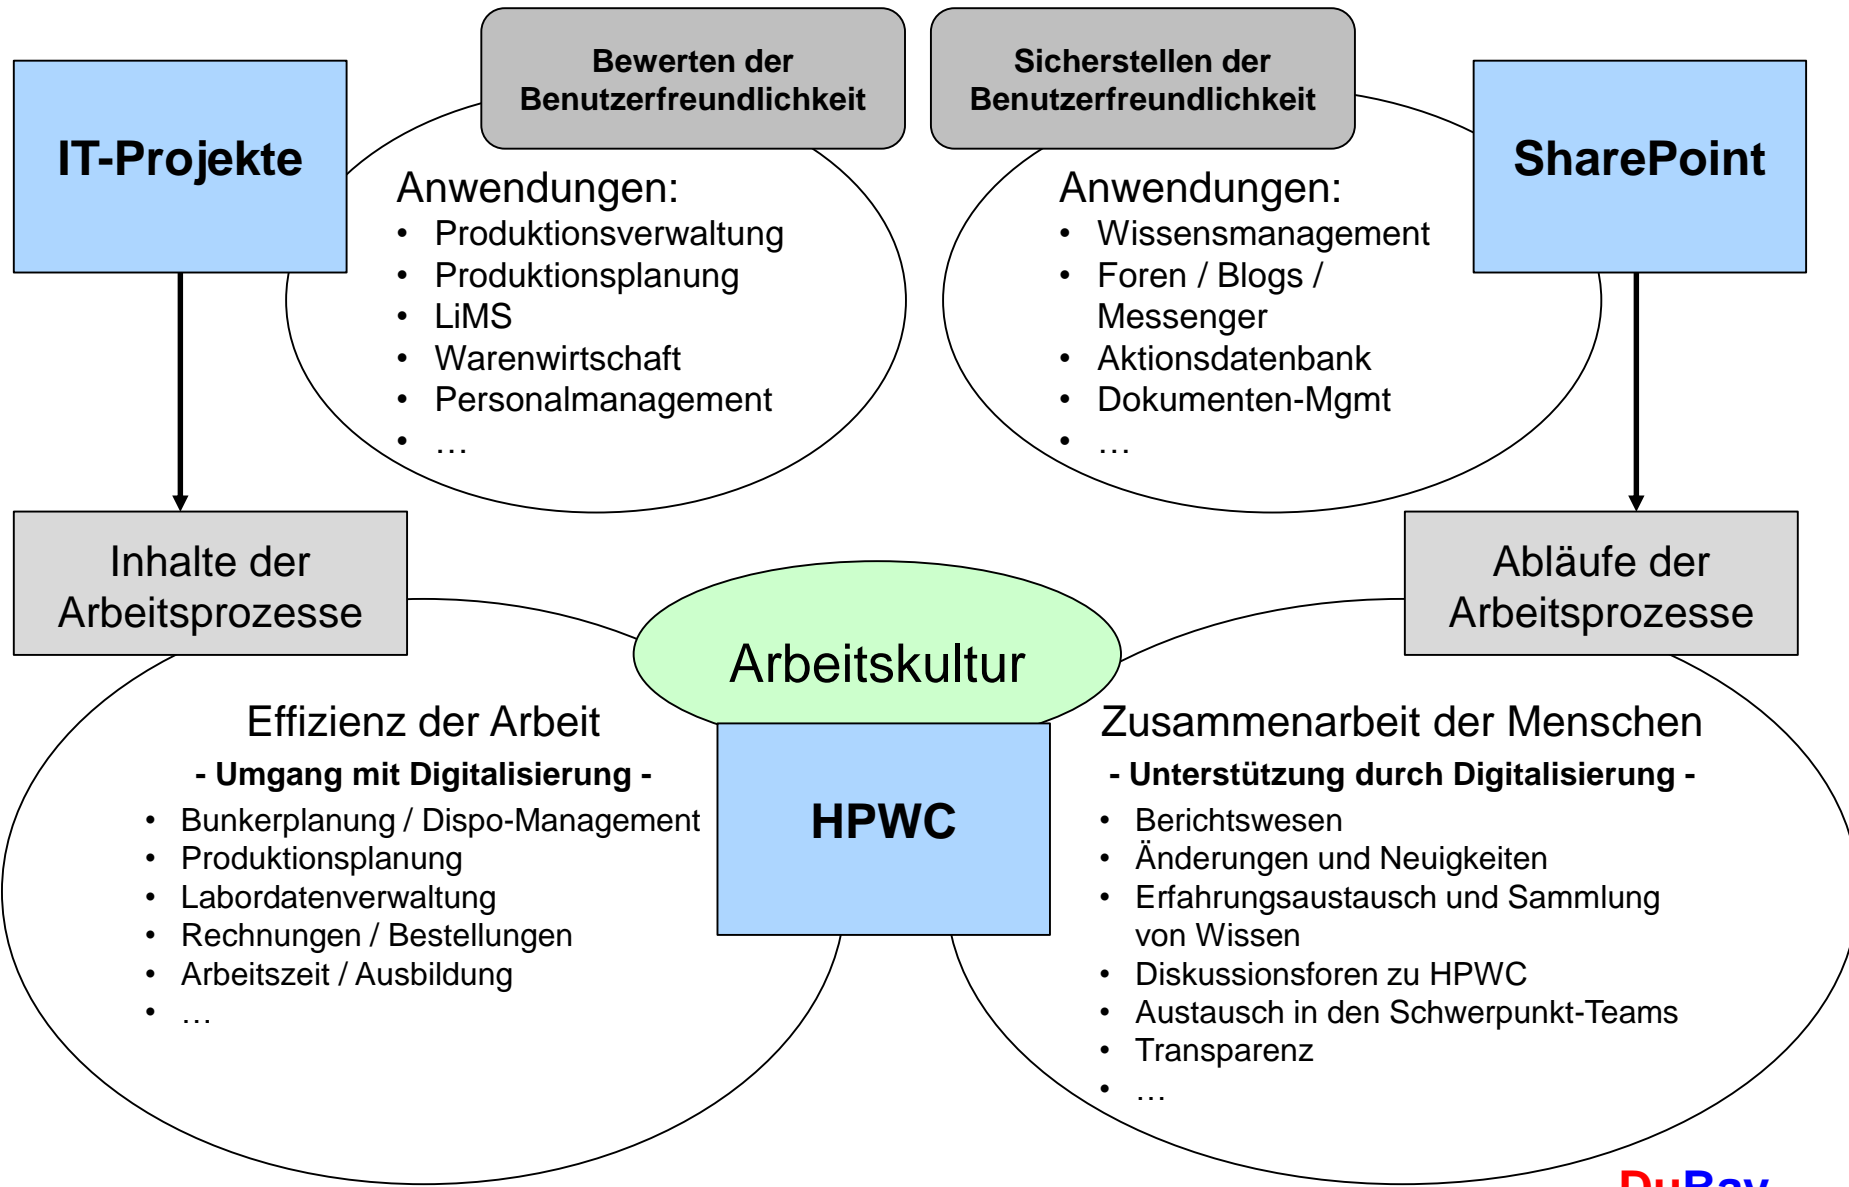 Bewerten der
Benutzerfreundlichkeit
Sicherstellen der
Benutzerfreundlichkeit
IT-Projekte
SharePoint
Anwendungen:
• Produktionsverwaltung
• Produktionsplanung
• LiMS
• Warenwirtschaft
• Personalmanagement
• …
Anwendungen:
• Wissensmanagement
• Foren / Blogs /
Messenger
• Aktionsdatenbank
• Dokumenten-Mgmt
• …
Inhalte der
Arbeitsprozesse
Abläufe der
Arbeitsprozesse
Arbeitskultur
HPWC
Effizienz der Arbeit
- Umgang mit Digitalisierung -
• Bunkerplanung / Dispo-Management
• Produktionsplanung
• Labordatenverwaltung
• Rechnungen / Bestellungen
• Arbeitszeit / Ausbildung
• …
Zusammenarbeit der Menschen
- Unterstützung durch Digitalisierung -
• Berichtswesen
• Änderungen und Neuigkeiten
• Erfahrungsaustausch und Sammlung
von Wissen
• Diskussionsforen zu HPWC
• Austausch in den Schwerpunkt-Teams
• Transparenz
• …
DuBay